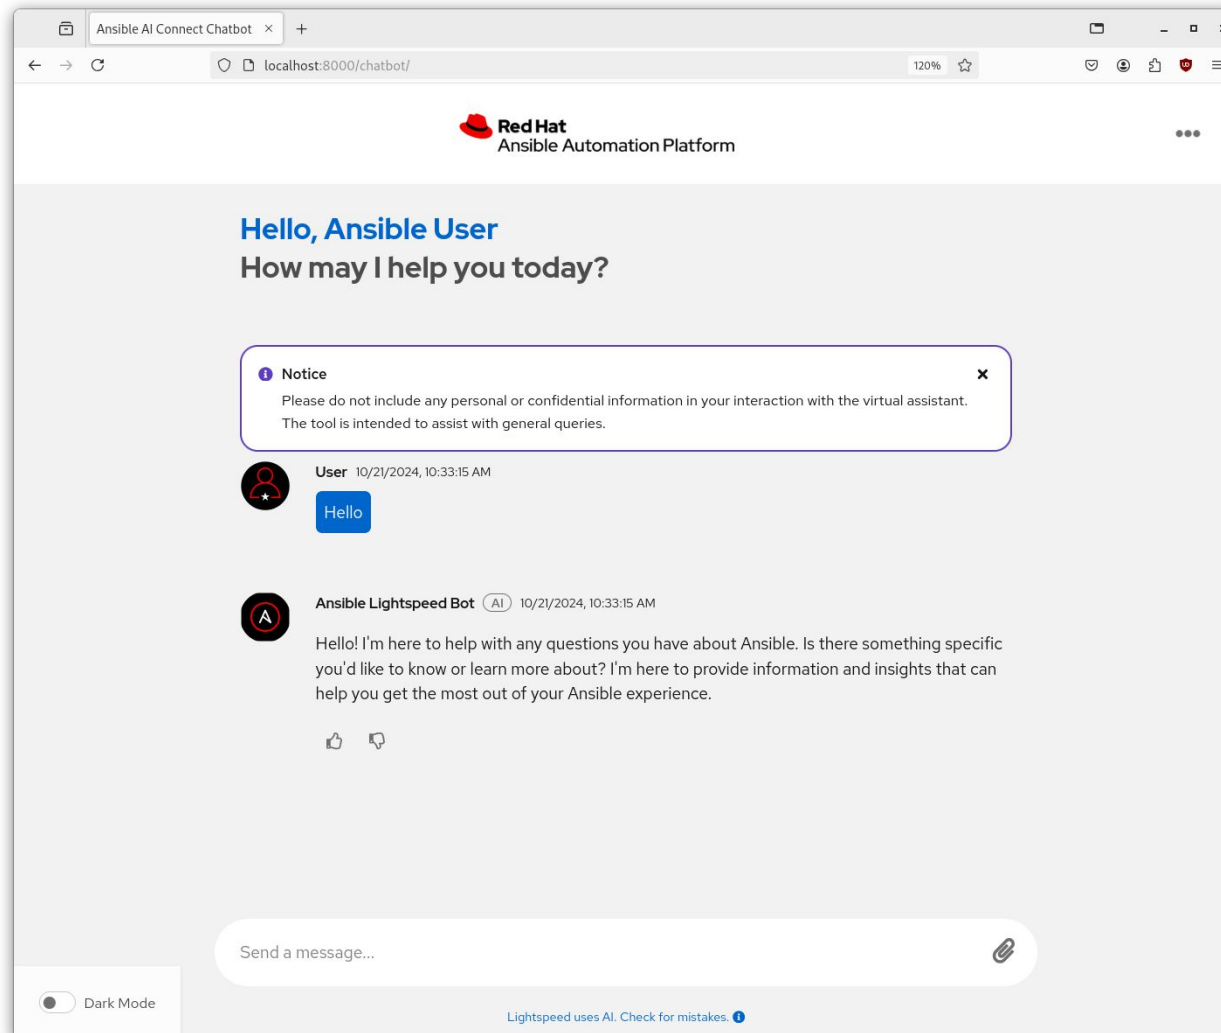 Ansible AI Connect Chatbot
localhost:8000/chatbot/
120%
Red Hat
Ansible Automation Platform
Hello, Ansible User
How may I help you today?
Notice
Please do not include any personal or confidential information in your interaction with the virtual assistant.
The tool is intended to assist with general queries.
User 10/21/2024, 10:33:15 AM
Hello
Ansible Lightspeed Bot AI 10/21/2024, 10:33:15 AM
Hello! I'm here to help with any questions you have about Ansible. Is there something specific
you'd like to know or learn more about? I'm here to provide information and insights that can
help you get the most out of your Ansible experience.
Send a message...
Dark Mode
Lightspeed uses AI. Check for mistakes.